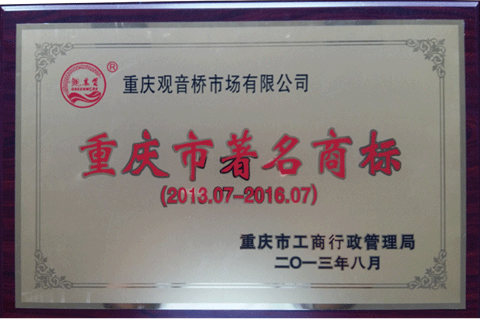 ®
重庆观音桥市场有限公司
重庆市著名商标
(2013.07-2016.07)
重庆市工商行政管理局
二〇一三年八月